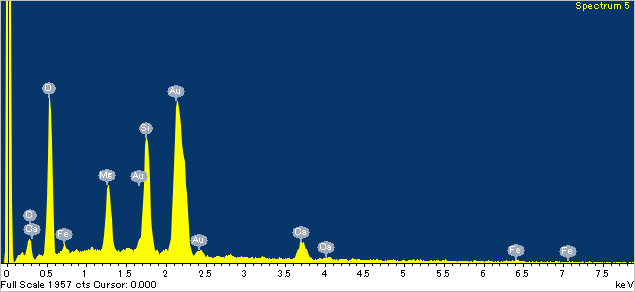 Spectrum 5
O
Au
Si
Mg
Au
O
Ca
Fe
Au
Ca
Ca
Fe
Fe
0 0.5 1 1.5 2 2.5 3 3.5 4 4.5 5 5.5 6 6.5 7 7.5
Full Scale 1957 cts Cursor: 0.000 keV